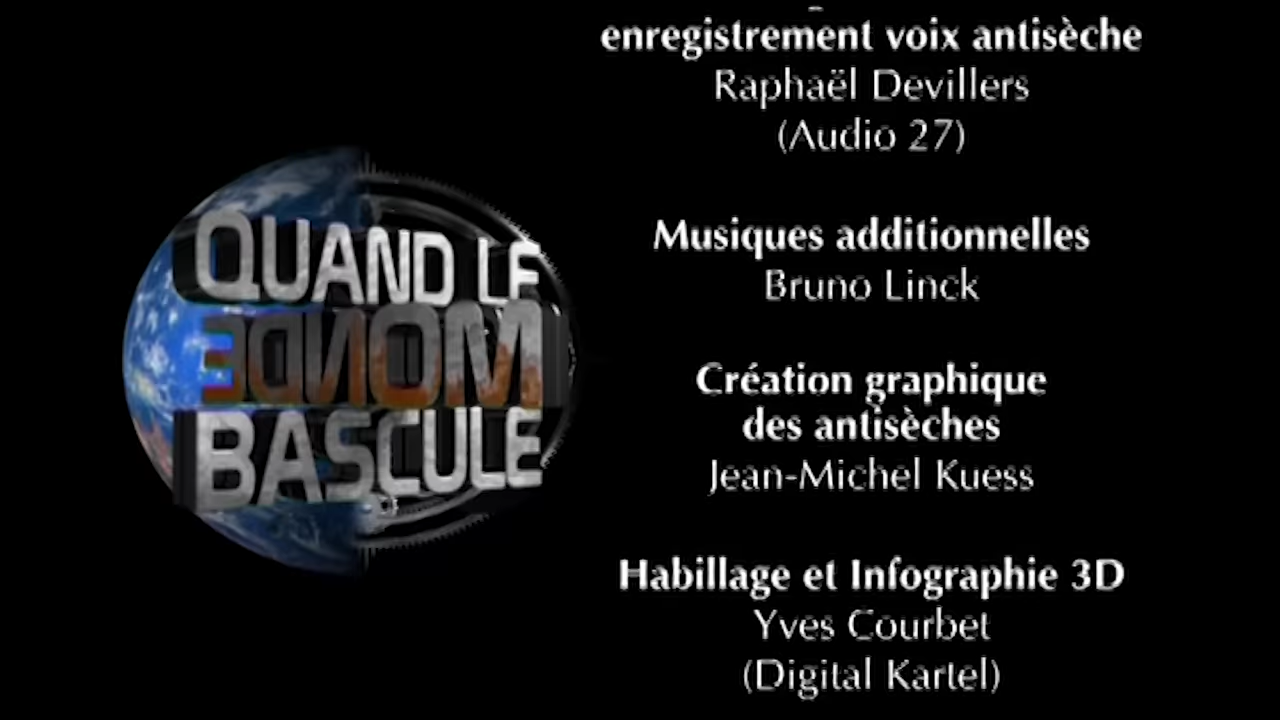 QUAND LE
MONDE
BASCULE
enregistrement voix antisèche
Raphaël Devillers
(Audio 27)
Musiques additionnelles
Bruno Linck
Création graphique
des antisèches
Jean-Michel Kuess
Habillage et Infographie 3D
Yves Courbet
(Digital Kartel)